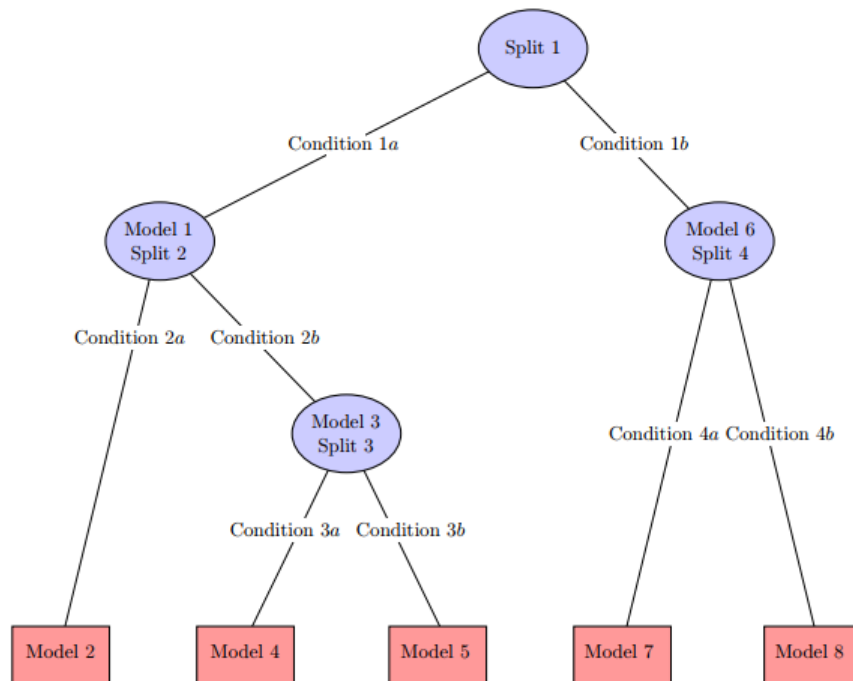 Split 1
Condition 1a
Condition 1b
Model 1
Split 2
Model 6
Split 4
Condition 2a
Condition 2b
Model 3
Split 3
Condition 4a
Condition 4b
Condition 3a
Condition 3b
Model 2
Model 4
Model 5
Model 7
Model 8